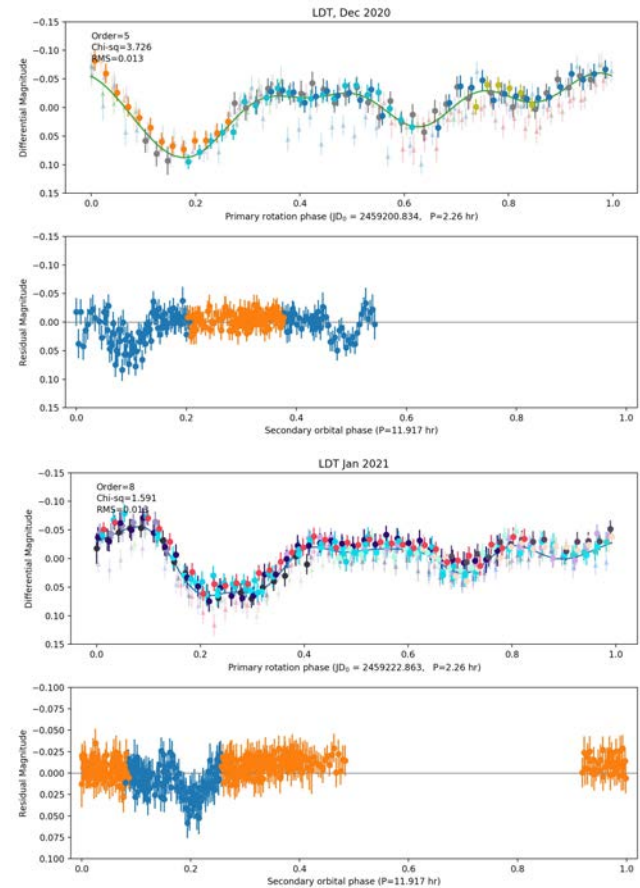 LDT, Dec 2020
Order=5
Chi-sq=3.726
RMS=0.013
Differential Magnitude
−0.15
−0.10
−0.05
0.00
0.05
0.10
0.15
0.0 0.2 0.4 0.6 0.8 1.0
Primary rotation phase (JD₀ = 2459200.834, P=2.26 hr)
Residual Magnitude
−0.15
−0.10
−0.05
0.00
0.05
0.10
0.15
0.0 0.2 0.4 0.6 0.8 1.0
Secondary orbital phase (P=11.917 hr)
LDT Jan 2021
Order=8
Chi-sq=1.591
RMS=0.013
Differential Magnitude
−0.15
−0.10
−0.05
0.00
0.05
0.10
0.15
0.0 0.2 0.4 0.6 0.8 1.0
Primary rotation phase (JD₀ = 2459222.863, P=2.26 hr)
Residual Magnitude
−0.100
−0.075
−0.050
−0.025
0.000
0.025
0.050
0.075
0.100
0.0 0.2 0.4 0.6 0.8 1.0
Secondary orbital phase (P=11.917 hr)